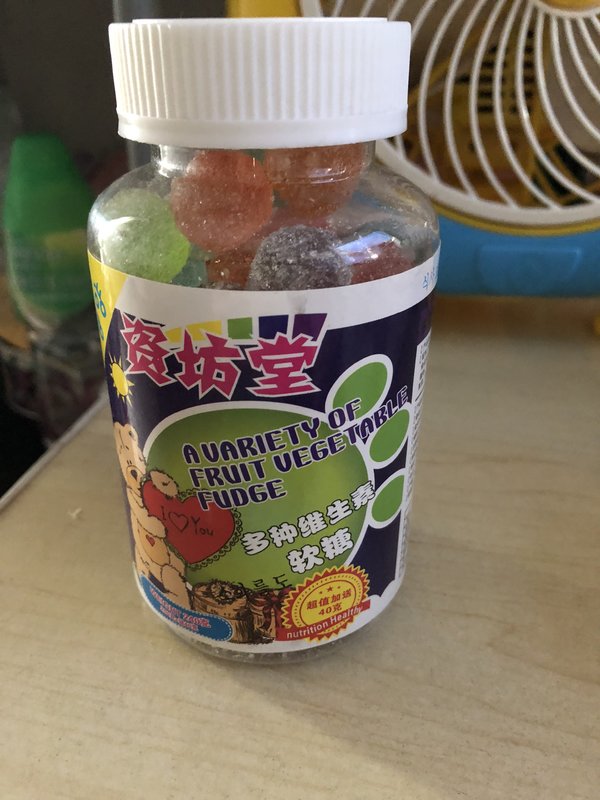 资坊堂
A VARIETY OF
FRUIT VEGETABLE
FUDGE
多种维生素
软糖
I ♡ Y
You
超值加送
40克
nutrition Healthy